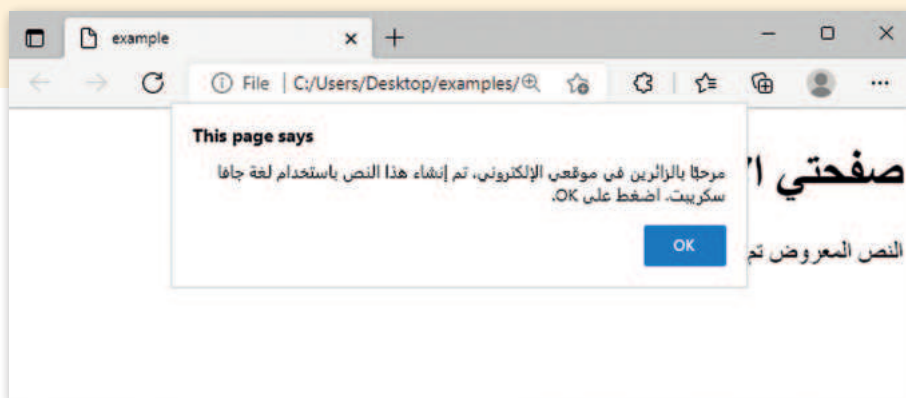 example
File | C:/Users/Desktop/examples/
This page says
صفحتي
مرحبًا بالزائرين في موقعي الإلكتروني، تم إنشاء هذا النص باستخدام لغة جافا
سكريبت. اضغط على OK.
OK
النص المعروض تم